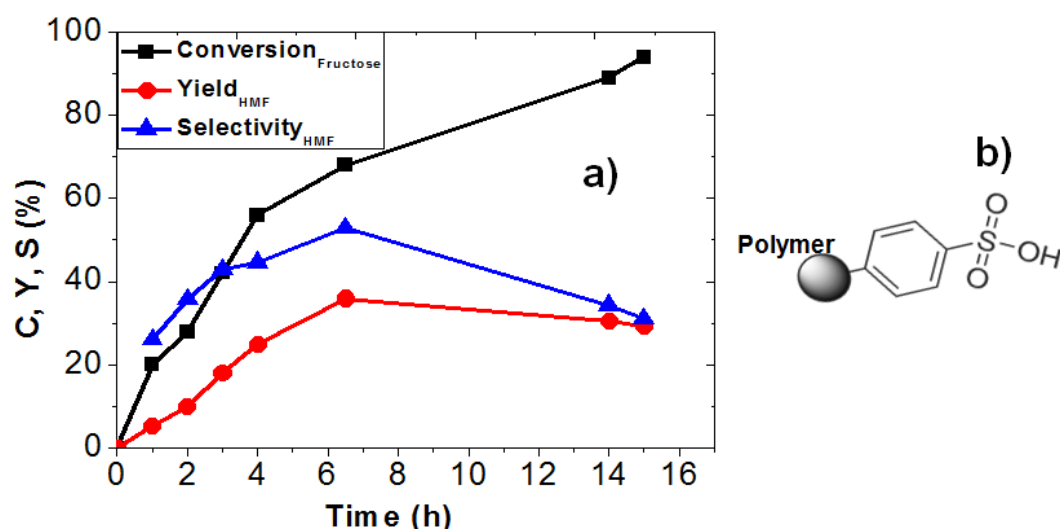 100
80
60
40
20
0
C, Y, S (%)
Conversion Fructose
Yield HMF
Selectivity HMF
a)
0 2 4 6 8 10 12 14 16
Time (h)
b)
Polymer
O
S
OH
O